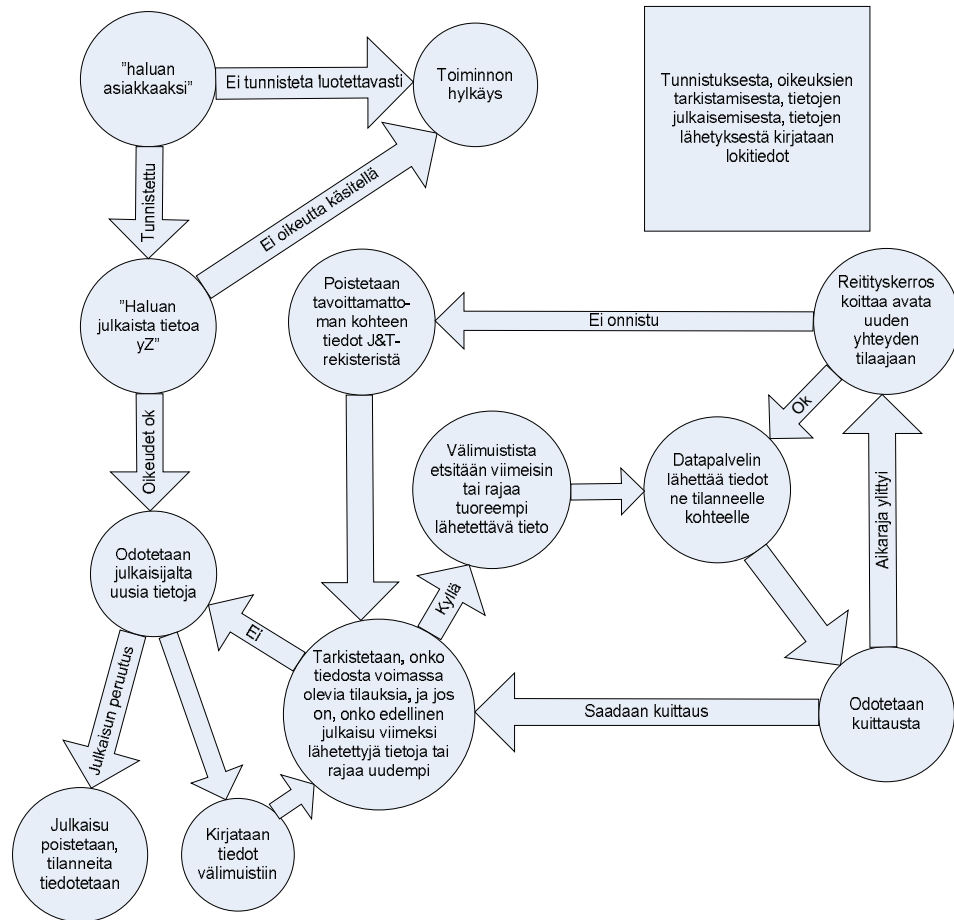 ”haluan
asiakkaaksi”
Ei tunnisteta luotettavasti
Toiminnon
hylkäys
Tunnistuksesta, oikeuksien
tarkistamisesta, tietojen
julkaisemisesta, tietojen
lähetyksestä kirjataan
lokitiedot
Tunnistettu
Ei oikeutta käsitellä
”Haluan
julkaista tietoa
yZ”
Poistetaan
tavoittamatto-
man kohteen
tiedot J&T-
rekisteristä
Ei onnistu
Reitityskerros
koittaa avata
uuden
yhteyden
tilaajaan
Ok
Oikeudet ok
Välimuistista
etsitään viimeisin
tai rajaa
tuoreempi
lähetettävä tieto
Datapalvelin
lähettää tiedot
ne tilanneelle
kohteelle
Aikaraja ylittyi
Odotetaan
julkaisijalta
uusia tietoja
Kyllä
Ei
Tarkistetaan, onko
tiedosta voimassa
olevia tilauksia, ja jos
on, onko edellinen
julkaisu viimeksi
lähetettyjä tietoja tai
rajaa uudempi
Saadaan kuittaus
Odotetaan
kuittausta
Julkaisun peruutus
Julkaisu
poistetaan,
tilanneita
tiedotetaan
Kirjataan
tiedot
välimuistiin